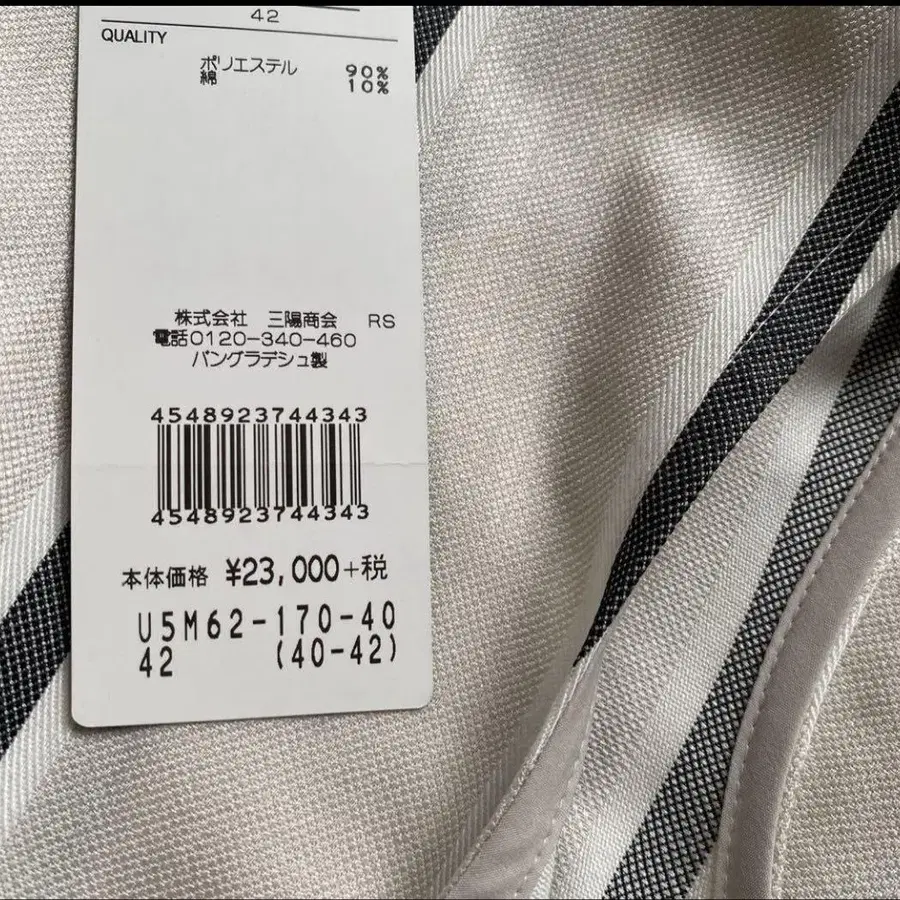 42
QUALITY
ポリエステル 90%
綿 10%
株式会社 三陽商会 RS
電話0120-340-460
バングラデシュ製
4548923744343
4548923744343
本体価格 ¥23,000+税
U5M62-170-40
42 (40-42)